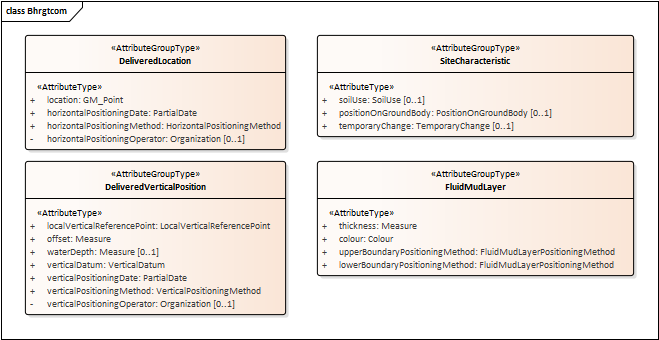 class Bhrgtcom
«AttributeGroupType»
DeliveredLocation
«AttributeType»
+ location: GM_Point
+ horizontalPositioningDate: PartialDate
+ horizontalPositioningMethod: HorizontalPositioningMethod
- horizontalPositioningOperator: Organization [0..1]
«AttributeGroupType»
SiteCharacteristic
«AttributeType»
+ soilUse: SoilUse [0..1]
+ positionOnGroundBody: PositionOnGroundBody [0..1]
+ temporaryChange: TemporaryChange [0..1]
«AttributeGroupType»
DeliveredVerticalPosition
«AttributeType»
+ localVerticalReferencePoint: LocalVerticalReferencePoint
+ offset: Measure
+ waterDepth: Measure [0..1]
+ verticalDatum: VerticalDatum
+ verticalPositioningDate: PartialDate
+ verticalPositioningMethod: VerticalPositioningMethod
- verticalPositioningOperator: Organization [0..1]
«AttributeGroupType»
FluidMudLayer
«AttributeType»
+ thickness: Measure
+ colour: Colour
+ upperBoundaryPositioningMethod: FluidMudLayerPositioningMethod
+ lowerBoundaryPositioningMethod: FluidMudLayerPositioningMethod